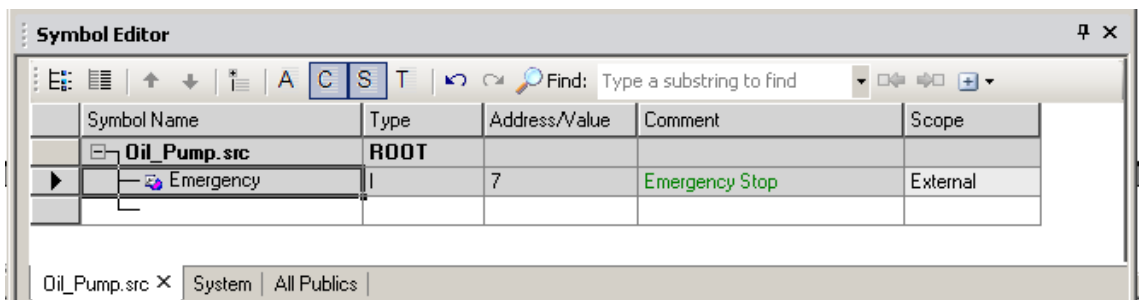 Symbol Editor
A C S T Find: Type a substring to find
Symbol Name Type Address/Value Comment Scope
Oil_Pump.src ROOT
Emergency I 7 Emergency Stop External
Oil_Pump.src System All Publics